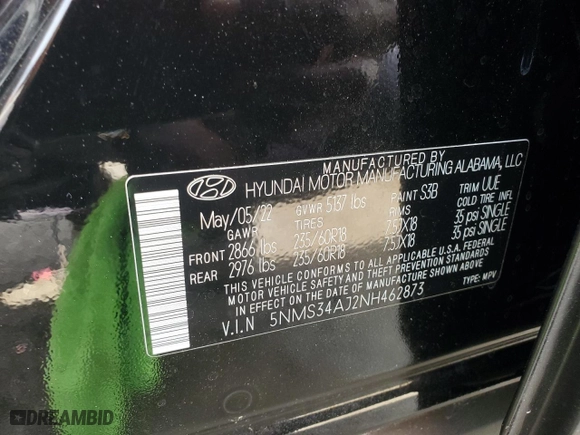 MANUFACTURED BY
HYUNDAI MOTOR MANUFACTURING ALABAMA, LLC
May/05/22 GVWR 5137 lbs PAINT S3B TRIM UUE
GAWR TIRES RIMS COLD TIRE INFL
FRONT 2866 lbs 235/60R18 7.5JX18 35 psi SINGLE
REAR 2976 lbs 235/60R18 7.5JX18 35 psi SINGLE
THIS VEHICLE CONFORMS TO ALL APPLICABLE U.S.A. FEDERAL
MOTOR VEHICLE SAFETY AND THEFT PREVENTION STANDARDS
IN EFFECT ON THE DATE OF MANUFACTURE SHOWN ABOVE.
V.I.N 5NMS34AJ2NH462873 TYPE: MPV
DREAMBID